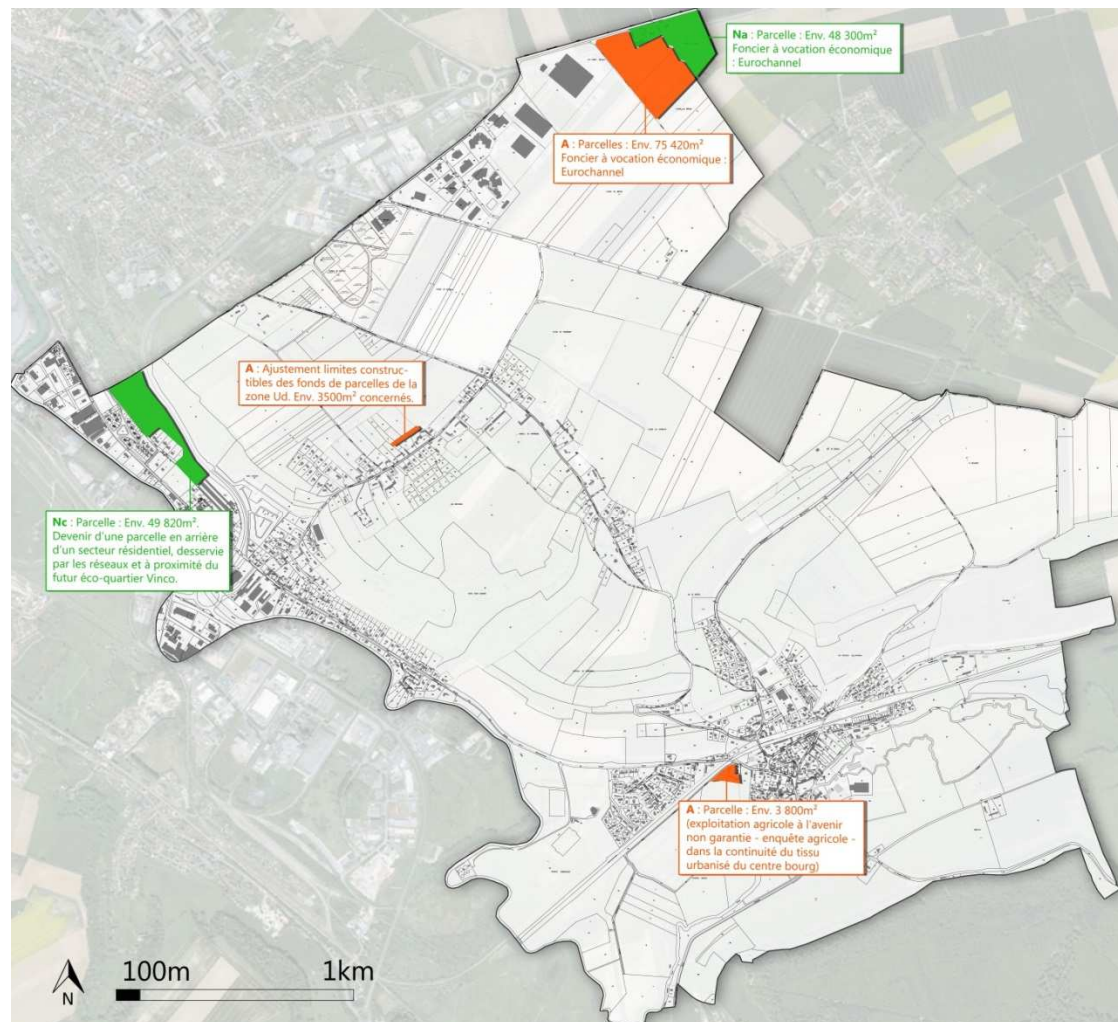 Na : Parcelle : Env. 48 300m²
Foncier à vocation économique
: Eurochannel
A : Parcelles : Env. 75 420m²
Foncier à vocation économique :
Eurochannel
A : Ajustement limites construc-
tibles des fonds de parcelles de la
zone Ud. Env. 3500m² concernés.
Nc : Parcelle : Env. 49 820m².
Devenir d'une parcelle en arrière
d'un secteur résidentiel, desservie
par les réseaux et à proximité du
futur éco-quartier Vinco.
A : Parcelle : Env. 3 800m²
(exploitation agricole à l'avenir
non garantie - enquête agricole -
dans la continuité du tissu
urbanisé du centre bourg)
N
100m 1km